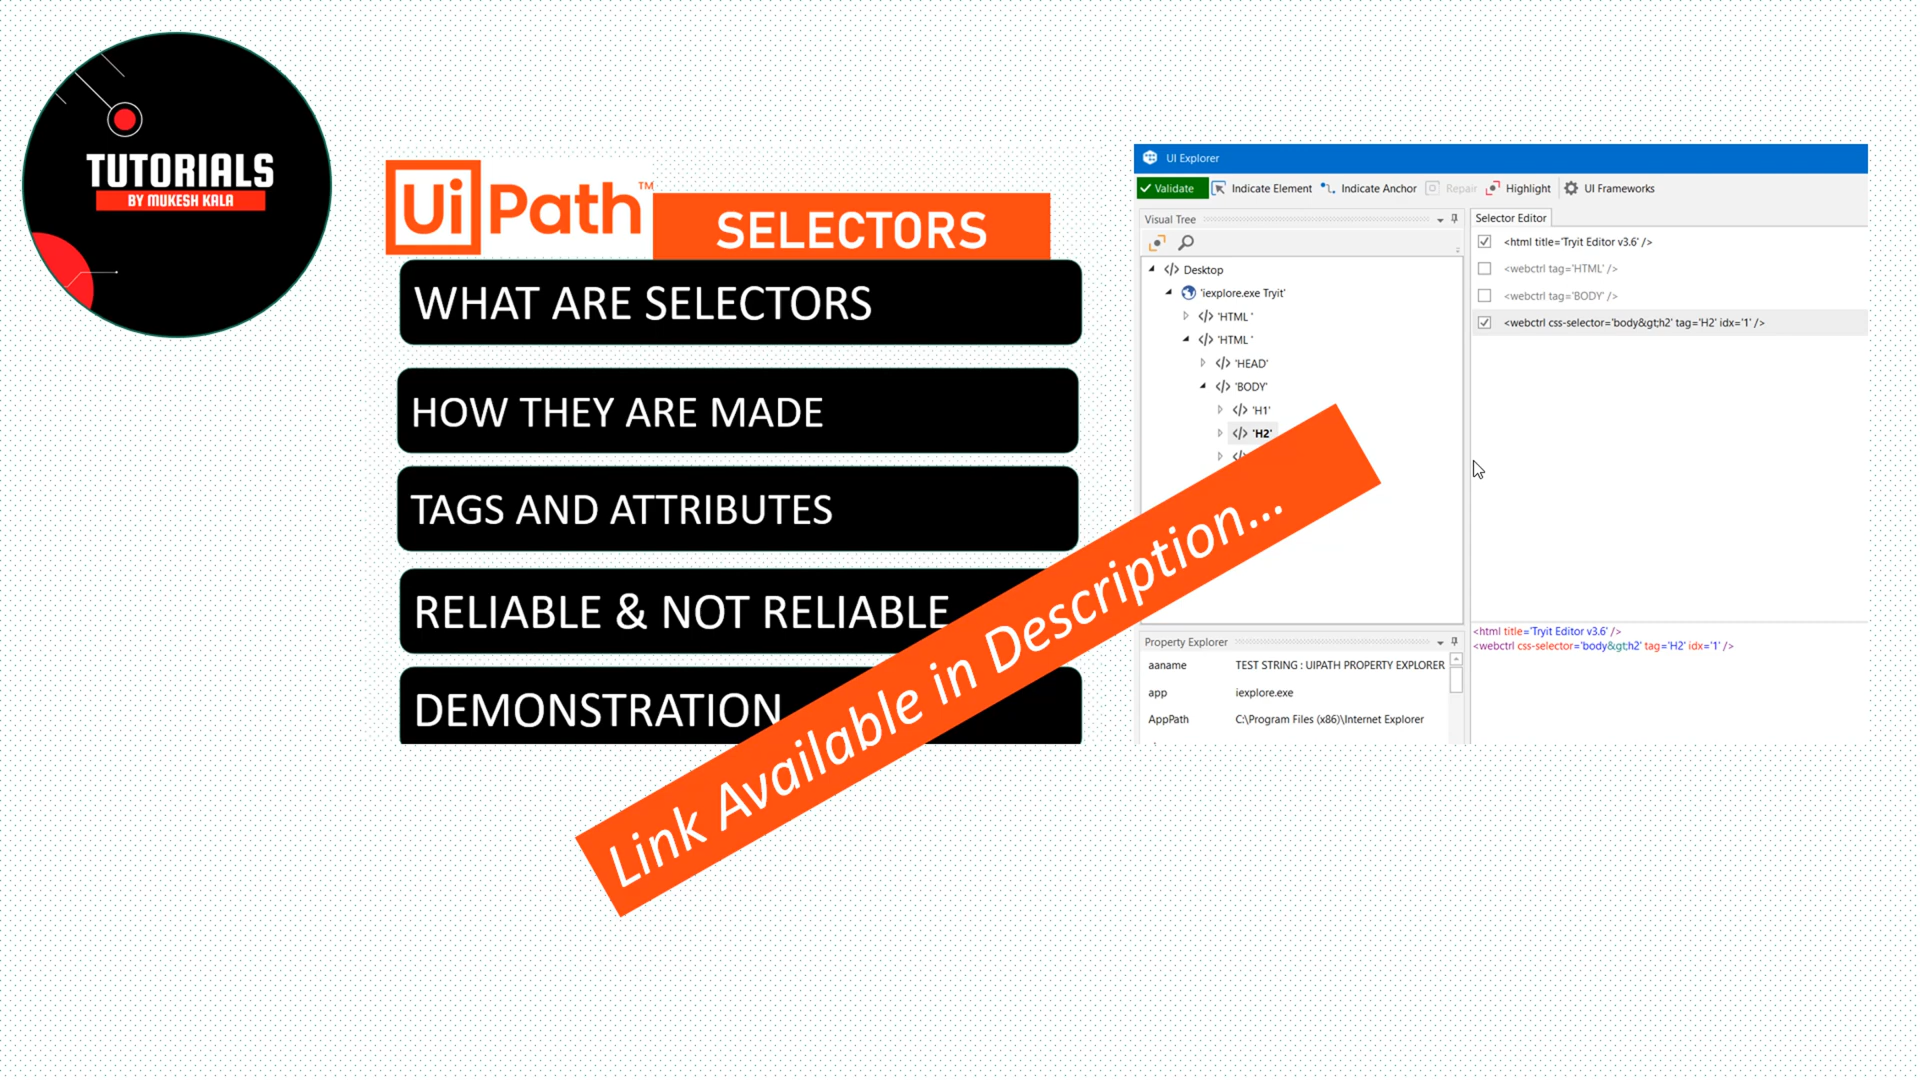 TUTORIALS
BY MUKESH KALA
UiPath™
SELECTORS
WHAT ARE SELECTORS
HOW THEY ARE MADE
TAGS AND ATTRIBUTES
RELIABLE & NOT RELIABLE
DEMONSTRATION
Link Available in Description...
UI Explorer
Validate Indicate Element Indicate Anchor Repair Highlight UI Frameworks
Visual Tree
</> Desktop
'iexplore.exe Tryit'
</> 'HTML '
</> 'HTML '
</> 'HEAD'
</> 'BODY'
</> 'H1'
</> 'H2'
Selector Editor
<html title='Tryit Editor v3.6' />
<webctrl tag='HTML' />
<webctrl tag='BODY' />
<webctrl css-selector='body&gt;h2' tag='H2' idx='1' />
Property Explorer
aaname TEST STRING : UIPATH PROPERTY EXPLORER
app iexplore.exe
AppPath C:\Program Files (x86)\Internet Explorer
<html title='Tryit Editor v3.6' />
<webctrl css-selector='body&gt;h2' tag='H2' idx='1' />